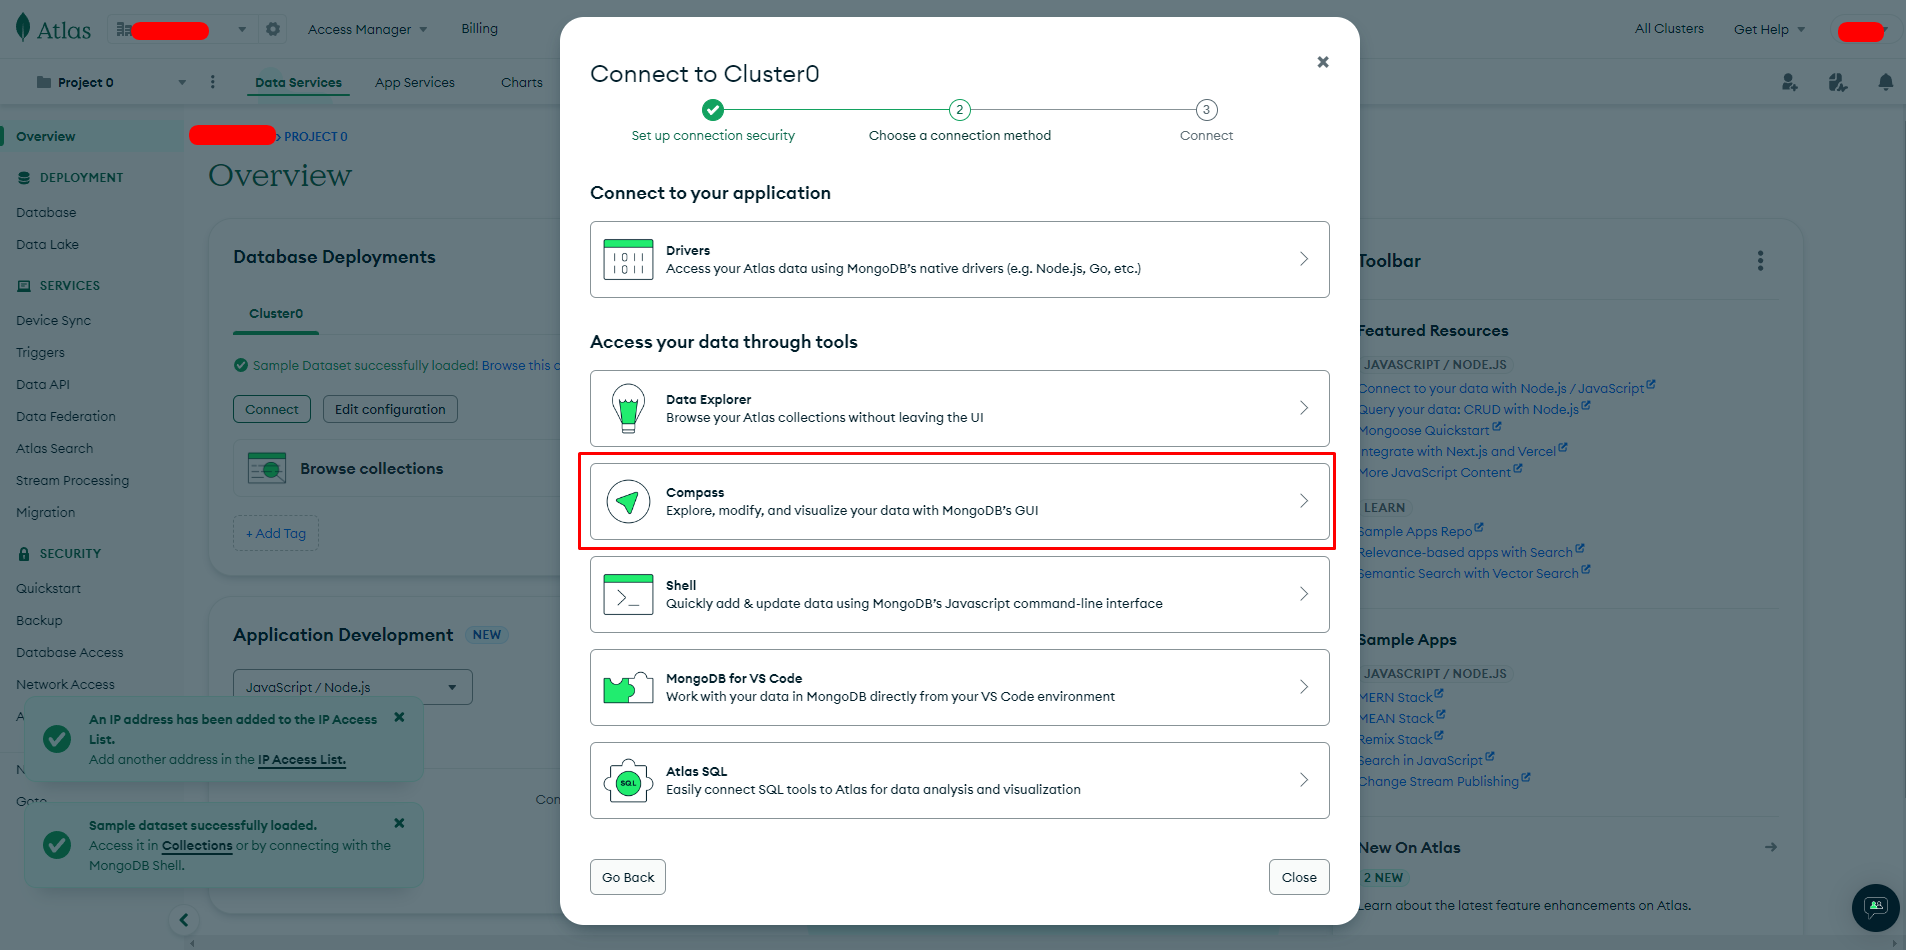 Atlas
Access Manager
Billing
All Clusters
Get Help
Project 0
Data Services
App Services
Charts
Overview
DEPLOYMENT
Database
Data Lake
SERVICES
Device Sync
Triggers
Data API
Data Federation
Atlas Search
Stream Processing
Migration
SECURITY
Quickstart
Backup
Database Access
Network Access
A
N
Goto
> PROJECT 0
Overview
Database Deployments
Cluster0
Sample Dataset successfully loaded! Browse this
Connect
Edit configuration
Browse collections
+ Add Tag
Application Development NEW
JavaScript / Node.js
Con
An IP address has been added to the IP Access
List.
Add another address in the IP Access List.
Sample dataset successfully loaded.
Access it in Collections or by connecting with the
MongoDB Shell.
Connect to Cluster0
2
3
Set up connection security
Choose a connection method
Connect
Connect to your application
1011
1011
Drivers
Access your Atlas data using MongoDB's native drivers (e.g. Node.js, Go, etc.)
Access your data through tools
Data Explorer
Browse your Atlas collections without leaving the UI
Compass
Explore, modify, and visualize your data with MongoDB's GUI
>_
Shell
Quickly add & update data using MongoDB's Javascript command-line interface
MongoDB for VS Code
Work with your data in MongoDB directly from your VS Code environment
SQL
Atlas SQL
Easily connect SQL tools to Atlas for data analysis and visualization
Go Back
Close
Toolbar
Featured Resources
JAVASCRIPT / NODE.JS
Connect to your data with Node.js / JavaScript
Query your data: CRUD with Node.js
Mongoose Quickstart
Integrate with Next.js and Vercel
More JavaScript Content
LEARN
Sample Apps Repo
Relevance-based apps with Search
Semantic Search with Vector Search
Sample Apps
JAVASCRIPT / NODE.JS
MERN Stack
MEAN Stack
Remix Stack
Search in JavaScript
Change Stream Publishing
New On Atlas
2 NEW
Learn about the latest feature enhancements on Atlas.